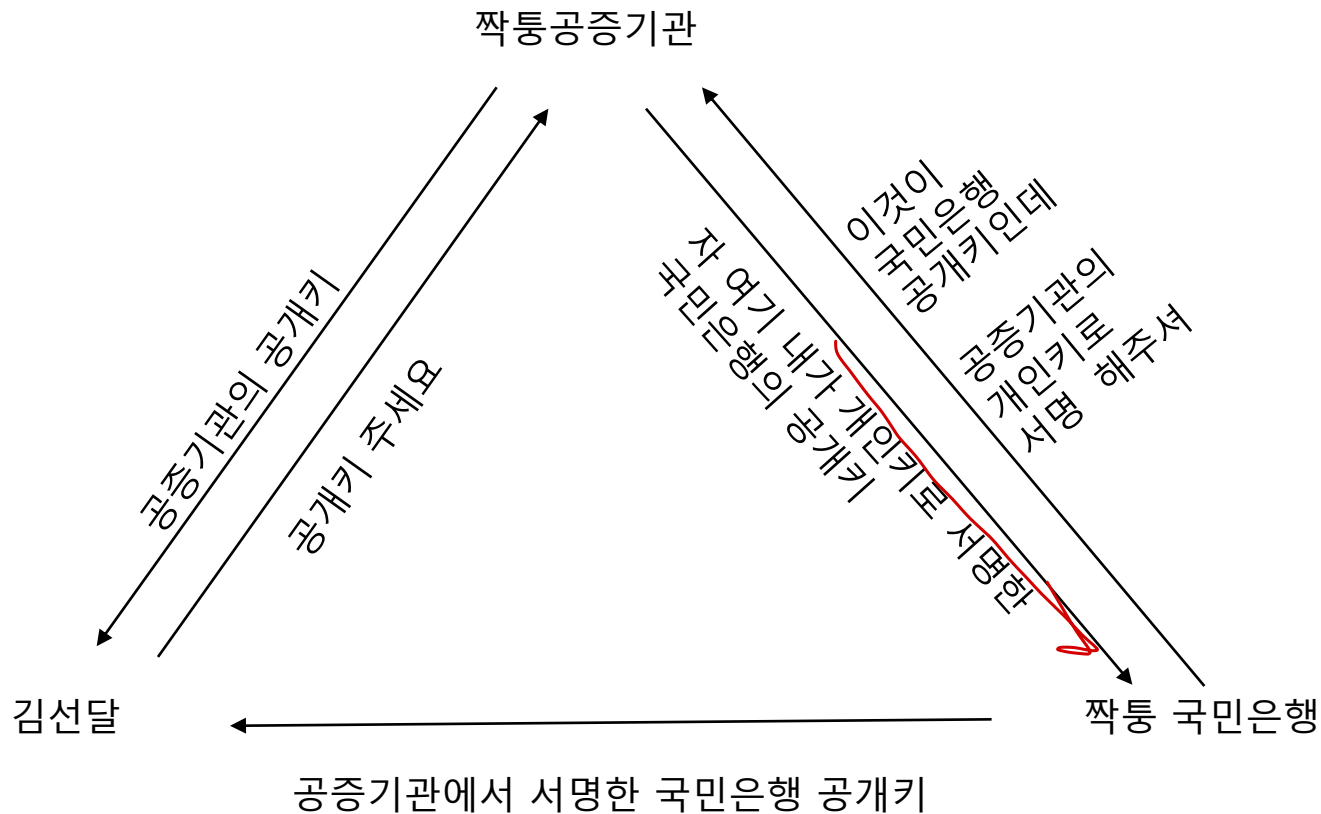 짝퉁공증기관
이것이
국민은행
공개키인데
공증기관의
개인키로
서명 해주셔
자 여기 내가 개인키로 서명한
국민은행의 공개키
공증기관의 공개키
공개키 주세요
김선달
짝퉁 국민은행
공증기관에서 서명한 국민은행 공개키